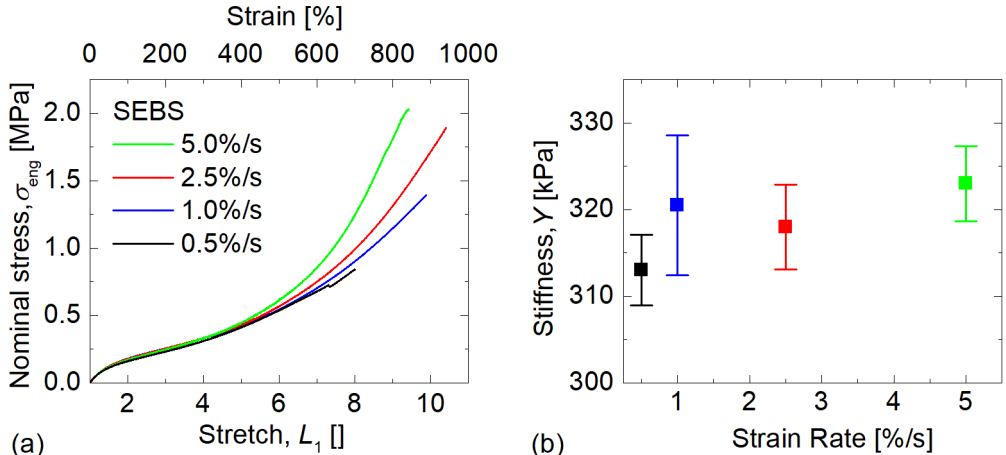 Strain [%]
0 200 400 600 800 1000
SEBS
5.0%/s
2.5%/s
1.0%/s
0.5%/s
Nominal stress, σeng [MPa]
2.0
1.5
1.0
0.5
0.0
2 4 6 8 10
Stretch, L1 []
(a)
Stiffness, Y [kPa]
330
320
310
300
1 2 3 4 5
Strain Rate [%/s]
(b)